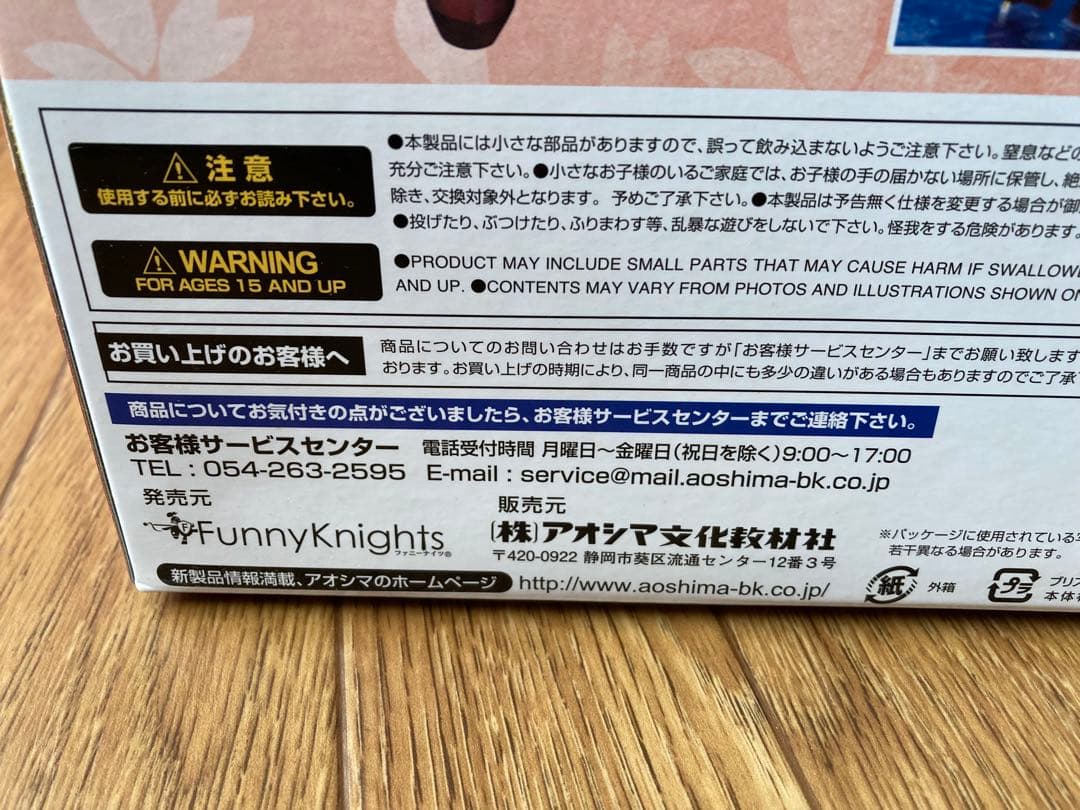 注意
使用する前に必ずお読み下さい。
●本製品には小さな部品がありますので、誤って飲み込まないようご注意下さい。窒息などの
充分ご注意下さい。●小さなお子様のいるご家庭では、お子様の手の届かない場所に保管し、絶
除き、交換対象外となります。 予めご了承下さい。●本製品は予告無く仕様を変更する場合が御
●投げたり、ぶつけたり、ふりまわす等、乱暴な遊びをしないで下さい。怪我をする危険があります。
WARNING
FOR AGES 15 AND UP
●PRODUCT MAY INCLUDE SMALL PARTS THAT MAY CAUSE HARM IF SWALLOWE
AND UP. ●CONTENTS MAY VARY FROM PHOTOS AND ILLUSTRATIONS SHOWN ON
お買い上げのお客様へ
商品についてのお問い合わせはお手数ですが「お客様サービスセンター」までお願い致します
おります。お買い上げの時期により、同一商品の中にも多少の違いがある場合もありますのでご了承
商品についてお気付きの点がございましたら、お客様サービスセンターまでご連絡下さい。
お客様サービスセンター 電話受付時間 月曜日〜金曜日(祝日を除く)9:00〜17:00
TEL : 054-263-2595 E-mail : service@mail.aoshima-bk.co.jp
発売元
FunnyKnights
ファニーナイツ®
販売元
(株)アオシマ文化教材社
〒420-0922 静岡市葵区流通センター12番3号
新製品情報満載、アオシマのホームページ http://www.aoshima-bk.co.jp/
※パッケージに使用されている写
若干異なる場合があります。
紙 外箱
プラ ブリス
本体袋